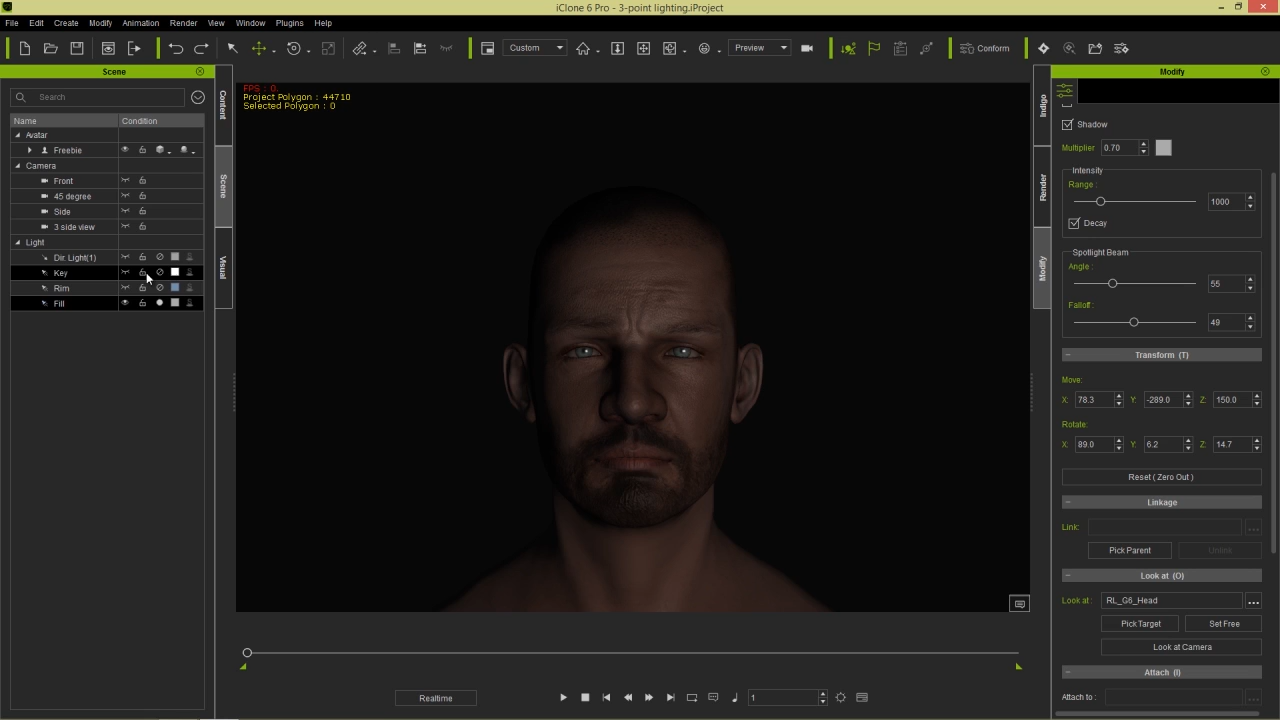 iClone 6 Pro - 3-point lighting.iProject
File Edit Create Modify Animation Render Window Plugins Help
Custom Preview Conform
Scene
Search
Name Condition
Avatar
Freebie
Camera
Front
45 degree
Side
3 side view
Light
Dir. Light(1)
Key
Rim
Fill
Content
Scene
Visual
FPS : 0.
Project Polygon : 44710
Selected Polygon : 0
Realtime
1
Indigo
Render
Modify
Modify
Shadow
Multiplier 0.70
Intensity
Range :
1000
Decay
Spotlight Beam
Angle :
55
Falloff :
49
Transform (T)
Move:
X: 78.3 Y: -289.0 Z: 150.0
Rotate:
X: 89.0 Y: 6.2 Z: 14.7
Reset ( Zero Out )
Linkage
Link: ...
Pick Parent Unlink
Look at (O)
Look at : RL_G6_Head ...
Pick Target Set Free
Look at Camera
Attach (I)
Attach to : ...